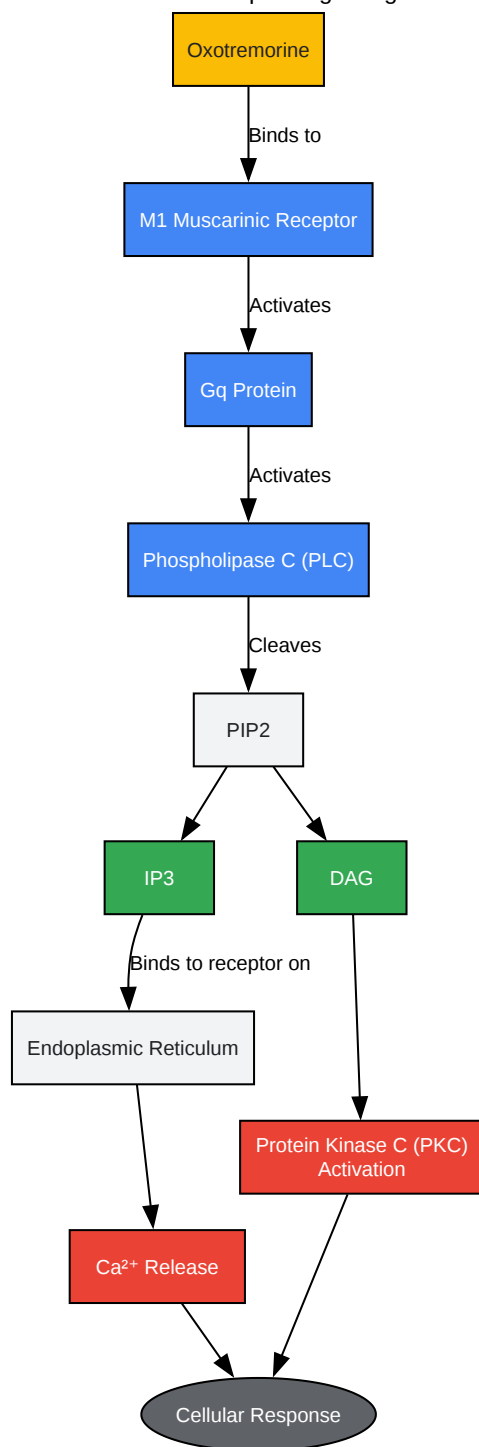 Oxotremorine
Binds to
M1 Muscarinic Receptor
Activates
Gq Protein
Activates
Phospholipase C (PLC)
Cleaves
PIP2
IP3
DAG
Binds to receptor on
Endoplasmic Reticulum
Protein Kinase C (PKC)
Activation
Ca²⁺ Release
Cellular Response